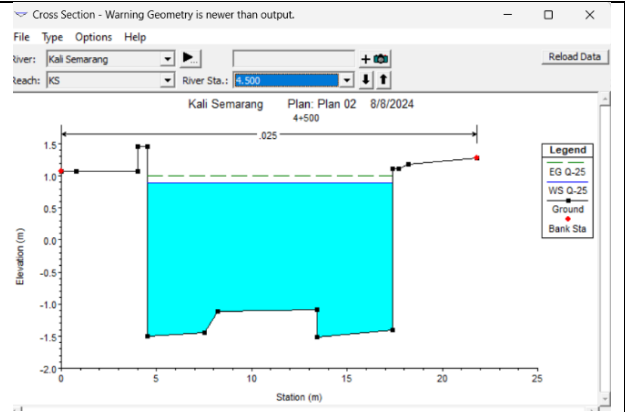 Cross Section - Warning Geometry is newer than output.
File Type Options Help
River: Kali Semarang
Reload Data
Reach: KS River Sta.: 4.500
Kali Semarang Plan: Plan 02 8/8/2024
4+500
.025
Legend
EG Q-25
WS Q-25
Ground
Bank Sta
Elevation (m)
1.5
1.0
0.5
0.0
-0.5
-1.0
-1.5
-2.0
0 5 10 15 20 25
Station (m)